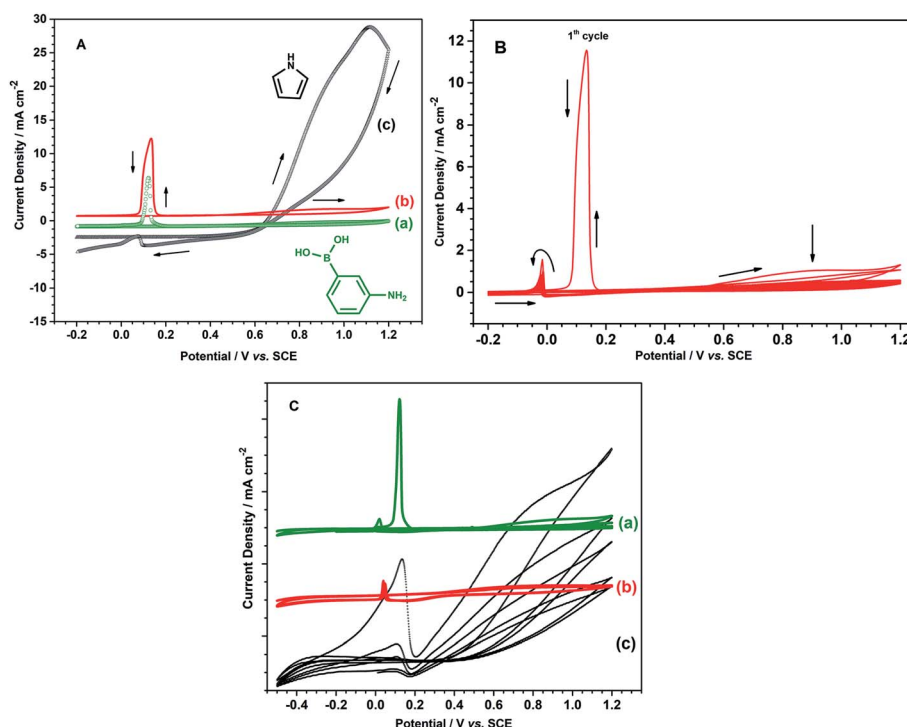 A
Current Density / mA cm-2
30
25
20
15
10
5
0
-5
-10
-15
-0.2
0.0
0.2
0.4
0.6
0.8
1.0
1.2
Potential / V vs. SCE
H
N
(c)
(b)
(a)
OH
HO
B
NH2
B
1th cycle
Current Density / mA cm-2
12
10
8
6
4
2
0
-0.2
0.0
0.2
0.4
0.6
0.8
1.0
1.2
Potential / V vs. SCE
C
Current Density / mA cm-2
(a)
(b)
(c)
-0.4
-0.2
0.0
0.2
0.4
0.6
0.8
1.0
1.2
Potential / V vs. SCE